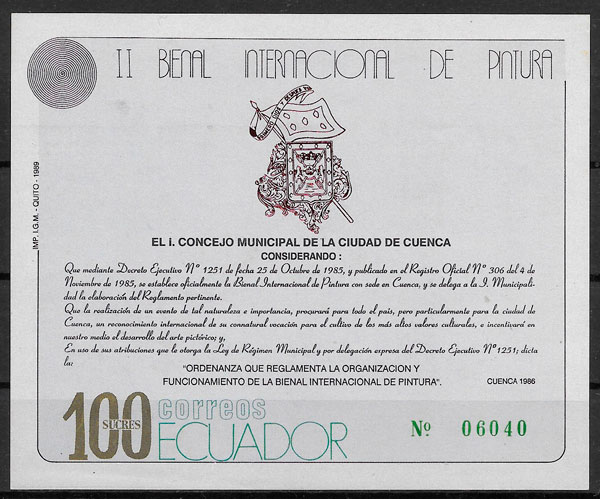 II BIENAL INTERNACIONAL DE PINTURA
EL I. CONCEJO MUNICIPAL DE LA CIUDAD DE CUENCA
CONSIDERANDO :
Que mediante Decreto Ejecutivo Nº 1251 de fecha 25 de Octubre de 1985, y publicado en el Registro Oficial Nº 306 del 4 de
Noviembre de 1985, se establece oficialmente la Bienal Internacional de Pintura con sede en Cuenca, y se delega a la I. Municipali-
dad la elaboración del Reglamento pertinente.
Que la realización de un evento de tal naturaleza e importancia, procurará para todo el país, pero particularmente para la ciudad de
Cuenca, un reconocimiento internacional de su connatural vocación para el cultivo de los más altos valores culturales, e incentivará en
nuestro medio el desarrollo del arte pictórico; y,
En uso de sus atribuciones que le otorga la Ley de Régimen Municipal y por delegación expresa del Decreto Ejecutivo Nº 1251; dicta
la:
"ORDENANZA QUE REGLAMENTA LA ORGANIZACION Y
FUNCIONAMIENTO DE LA BIENAL INTERNACIONAL DE PINTURA".
CUENCA 1986
IMP. I.G.M. - QUITO - 1989
100
SUCRES
correos
ECUADOR
Nº 06040